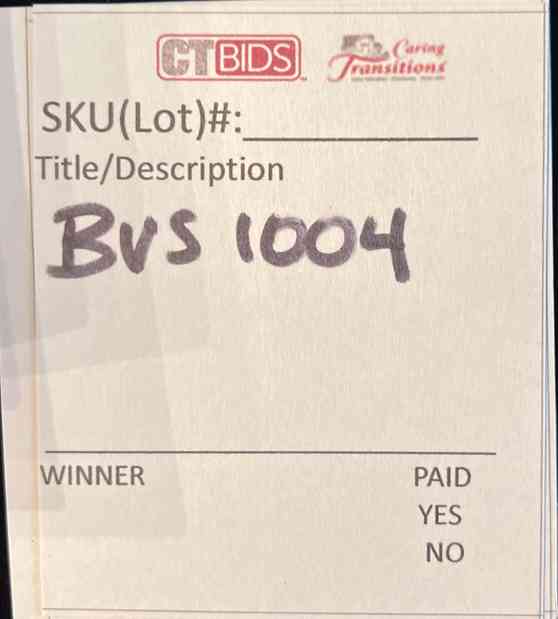 CTBIDS
Caring
Transitions
SKU(Lot)#:
Title/Description
BVS 1004
WINNER PAID
YES
NO